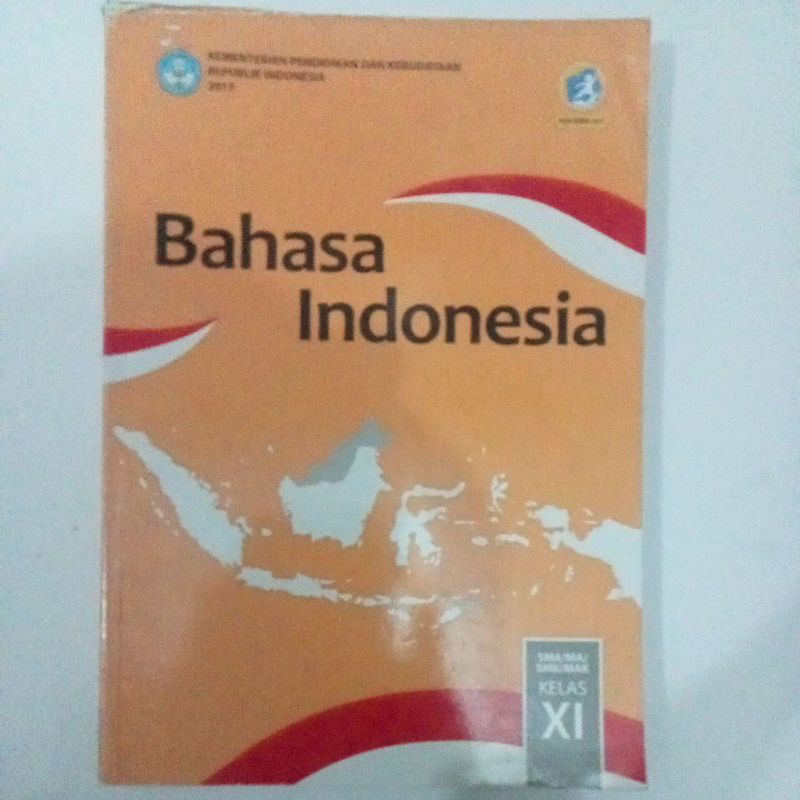 KEMENTERIAN PENDIDIKAN DAN KEBUDAYAAN
REPUBLIK INDONESIA
2017
Bahasa
Indonesia
SMA/MA/
SMK/MAK
KELAS
XI